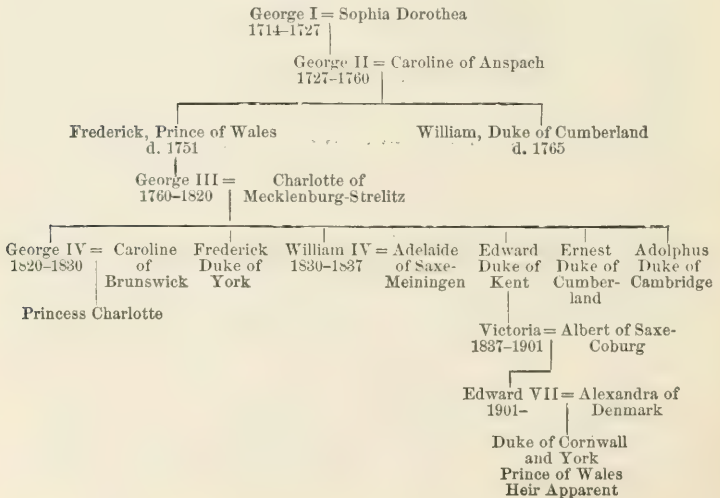 George I = Sophia Dorothea
1714–1727
George II = Caroline of Anspach
1727–1760
Frederick, Prince of Wales
d. 1751
William, Duke of Cumberland
d. 1765
George III = Charlotte of
1760–1820 Mecklenburg-Strelitz
George IV = Caroline
1820–1830 of
Brunswick
Frederick
Duke of
York
William IV = Adelaide
1830–1837 of Saxe-
Meiningen
Edward
Duke of
Kent
Ernest
Duke of
Cumber-
land
Adolphus
Duke of
Cambridge
Princess Charlotte
Victoria = Albert of Saxe-
1837–1901 Coburg
Edward VII = Alexandra of
1901– Denmark
Duke of Cornwall
and York
Prince of Wales
Heir Apparent